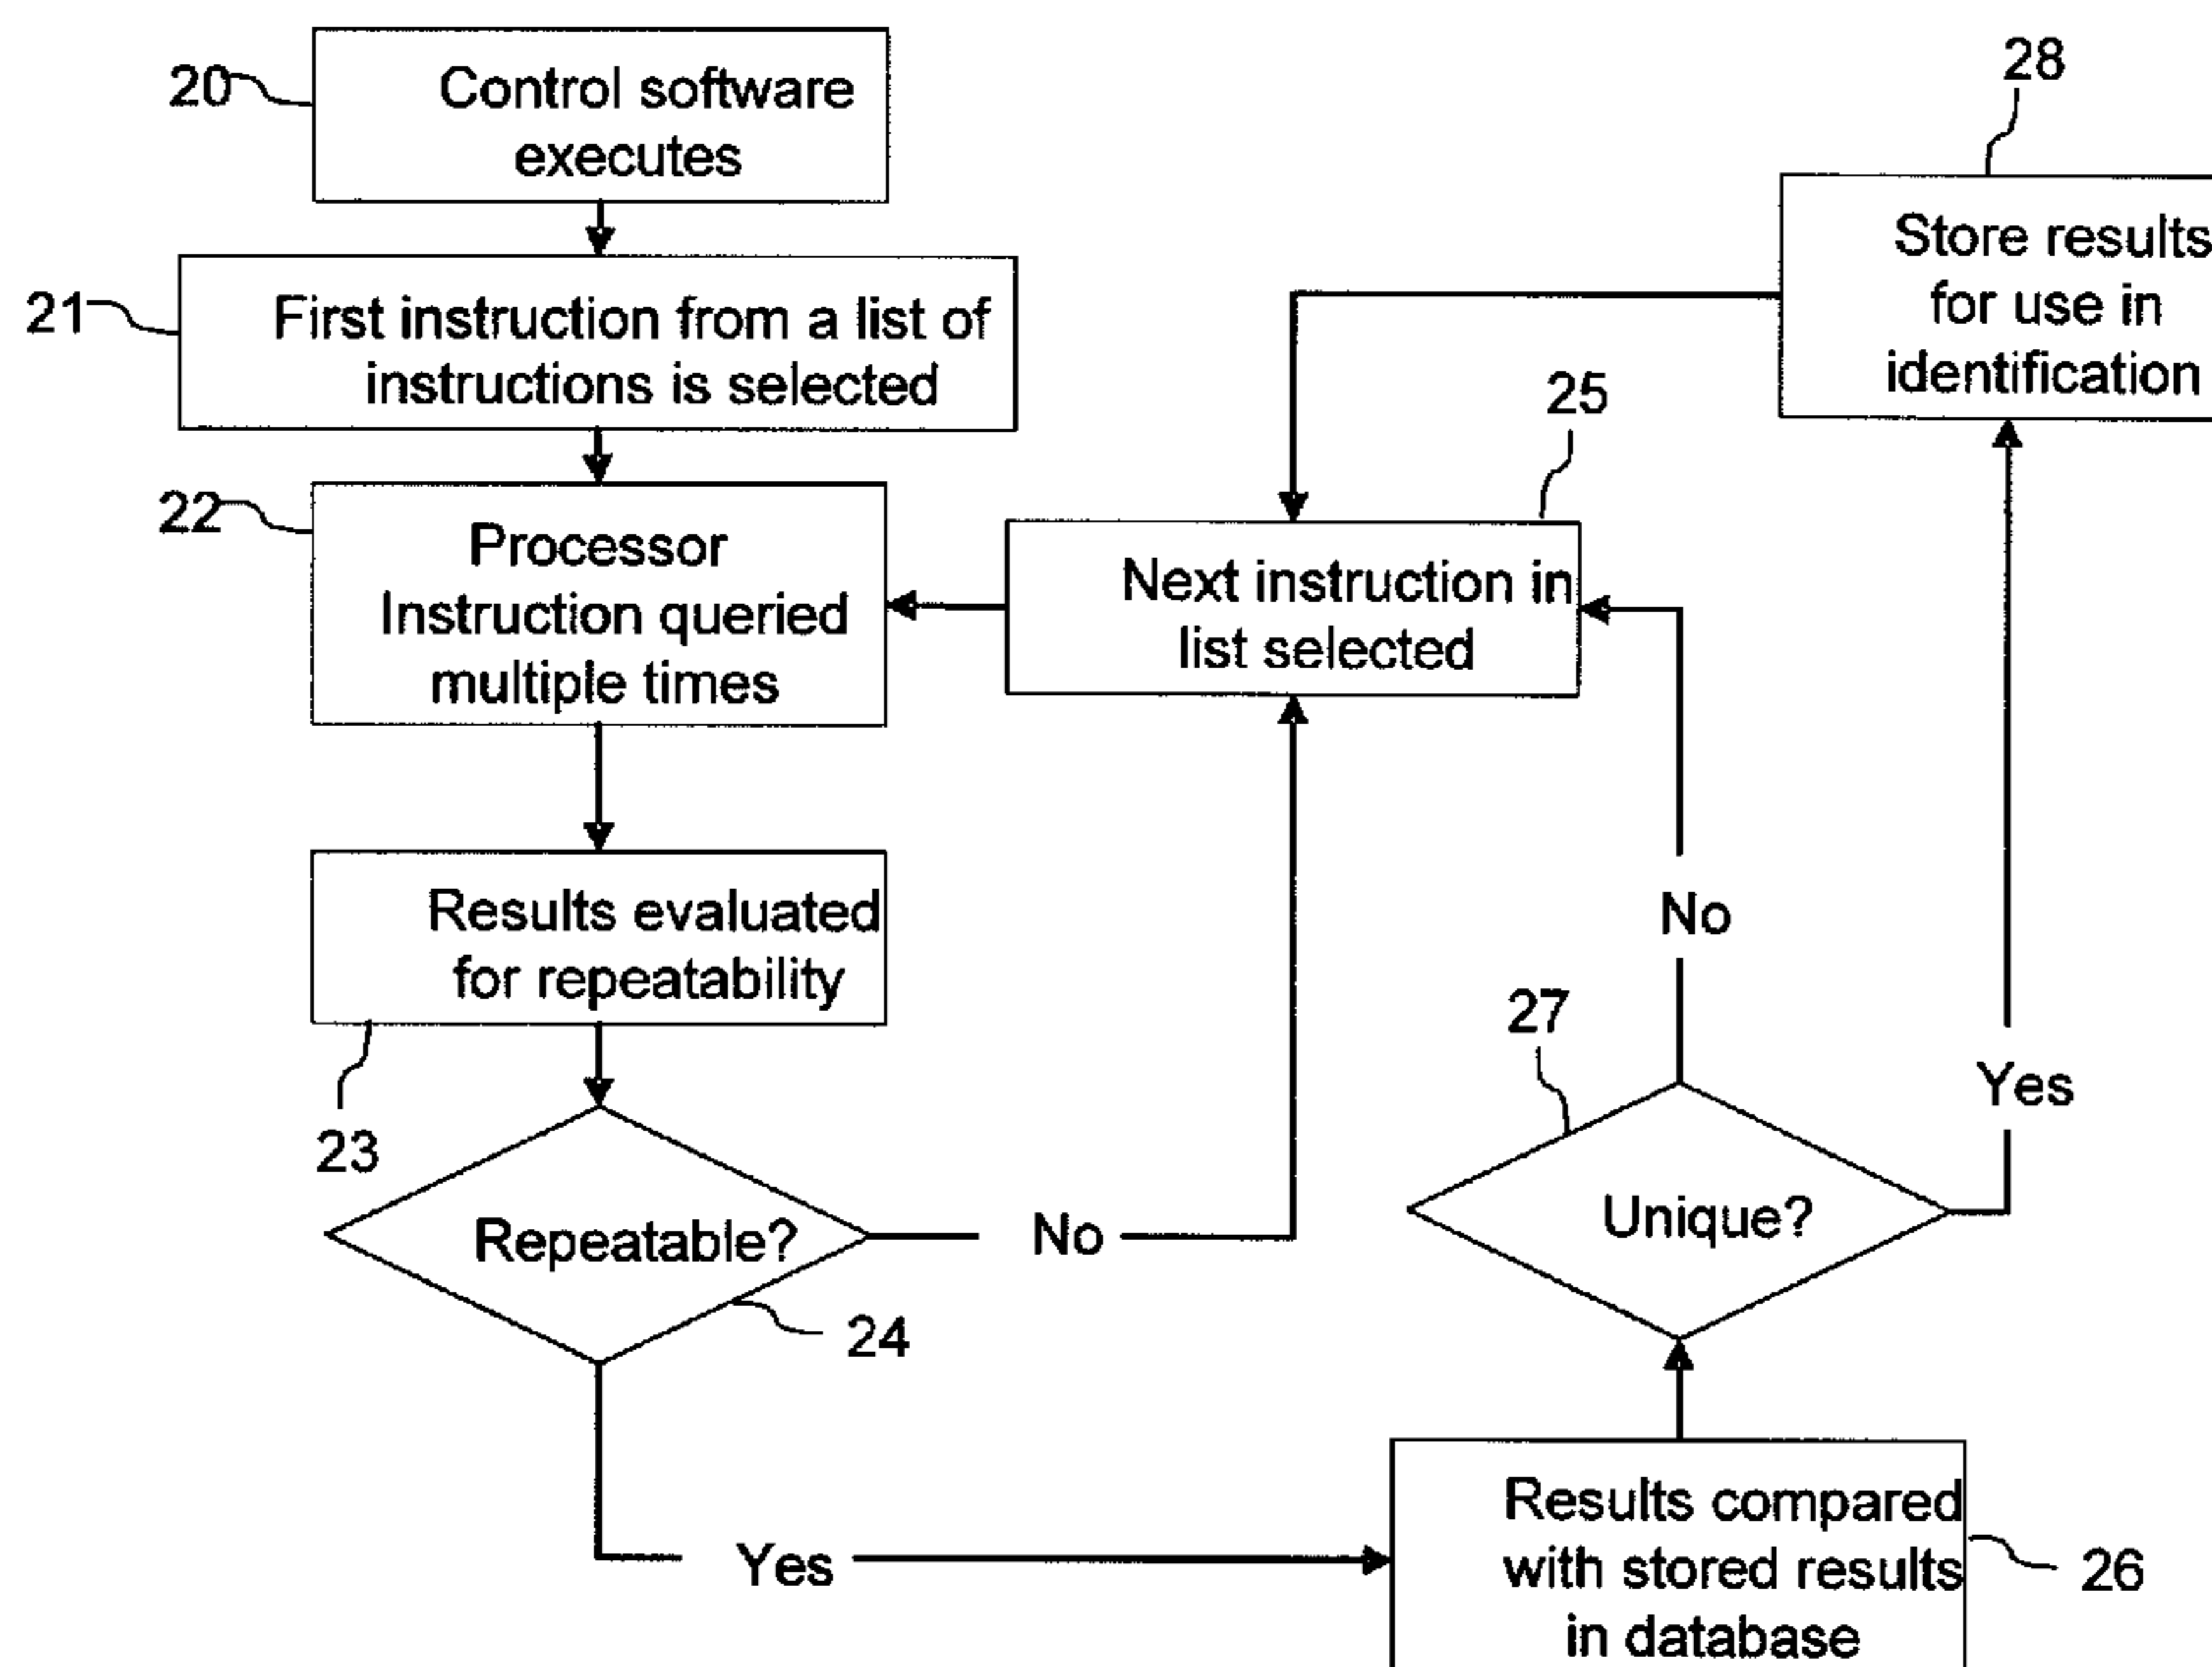 20
Control software
executes
21
First instruction from a list of
instructions is selected
22
Processor
Instruction queried
multiple times
28
Store results
for use in
identification
25
Next instruction in
list selected
Results evaluated
for repeatability
23
Repeatable?
24
No
Yes
27
Unique?
No
Yes
Results compared
with stored results
in database
26